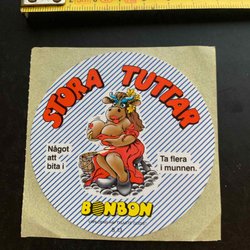 STORA TUTTAR
Något
att
bita i
Ta flera
i munnen.
BONBON